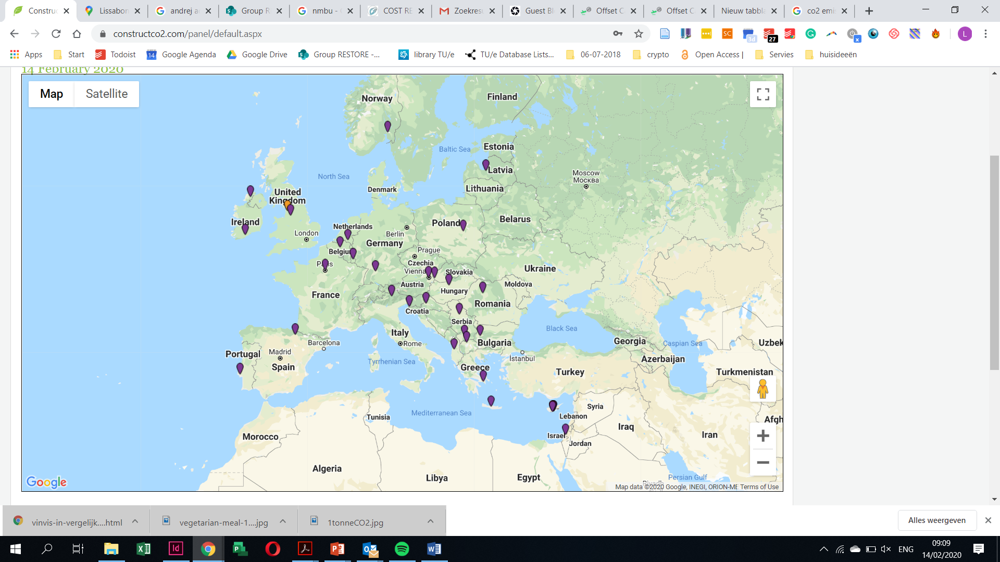 Construc
Lissabon
andrej a
Group R
nmbu -
COST RE
Zoekresu
Guest Bl
Offset C
Offset C
Nieuw tabbla
co2 emi
constructco2.com/panel/default.aspx
SC
3d
27
x
L
Apps
Start
Todoist
14
Google Agenda
Google Drive
Group RESTORE -...
library TU/e
TU/e Database Lists...
06-07-2018
crypto
Open Access |
Servies
huisideeën
14 February 2020
Map
Satellite
Norway
Finland
Estonia
Baltic Sea
Latvia
Moscow
Москва
North Sea
Denmark
Lithuania
United
Kingdom
Ireland
Belarus
Poland
Netherlands
London
Berlin
Germany
Belgium
Prague
Paris
Czechia
Vienna
Slovakia
Ukraine
Austria
Moldova
Hungary
France
Romania
Croatia
Serbia
Black Sea
Italy
Barcelona
Rome
Bulgaria
Georgia
Caspian Sea
Uzbek
Madrid
Portugal
İstanbul
Azerbaijan
Tyrrhenian Sea
Spain
Greece
Turkey
Turkmenistan
Syria
Mediterranean Sea
Tunisia
Lebanon
Afgh
Iraq
Iran
Morocco
Israel
Jordan
Algeria
Libya
Egypt
Persian Gulf
Riyadh
Google
Map data ©2020 Google, INEGI, ORION-ME Terms of Use
vinvis-in-vergelijk....html
vegetarian-meal-1....jpg
1tonneCO2.jpg
Alles weergeven
ENG
09:09
14/02/2020